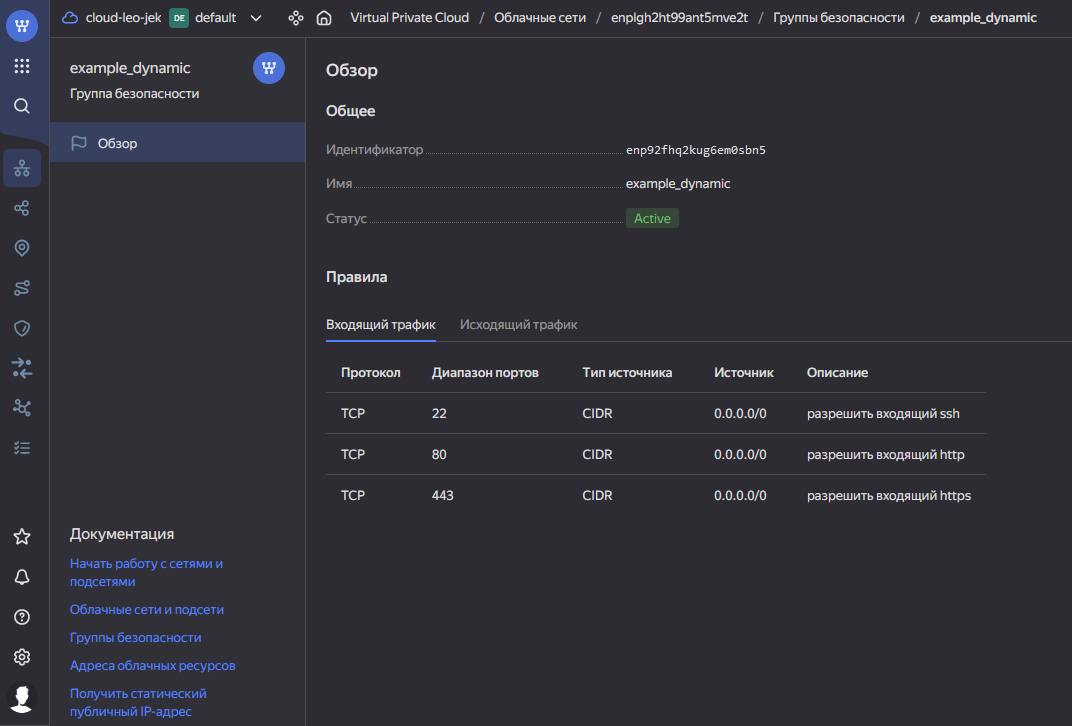 cloud-leo-jek DE default Virtual Private Cloud / Облачные сети / enplgh2ht99ant5mve2t / Группы безопасности / example_dynamic
example_dynamic
Группа безопасности
Обзор
Документация
Начать работу с сетями и
подсетями
Облачные сети и подсети
Группы безопасности
Адреса облачных ресурсов
Получить статический
публичный IP-адрес
Обзор
Общее
Идентификатор enp92fhq2kug6em0sbn5
Имя example_dynamic
Статус Active
Правила
Входящий трафик Исходящий трафик
Протокол Диапазон портов Тип источника Источник Описание
TCP 22 CIDR 0.0.0.0/0 разрешить входящий ssh
TCP 80 CIDR 0.0.0.0/0 разрешить входящий http
TCP 443 CIDR 0.0.0.0/0 разрешить входящий https